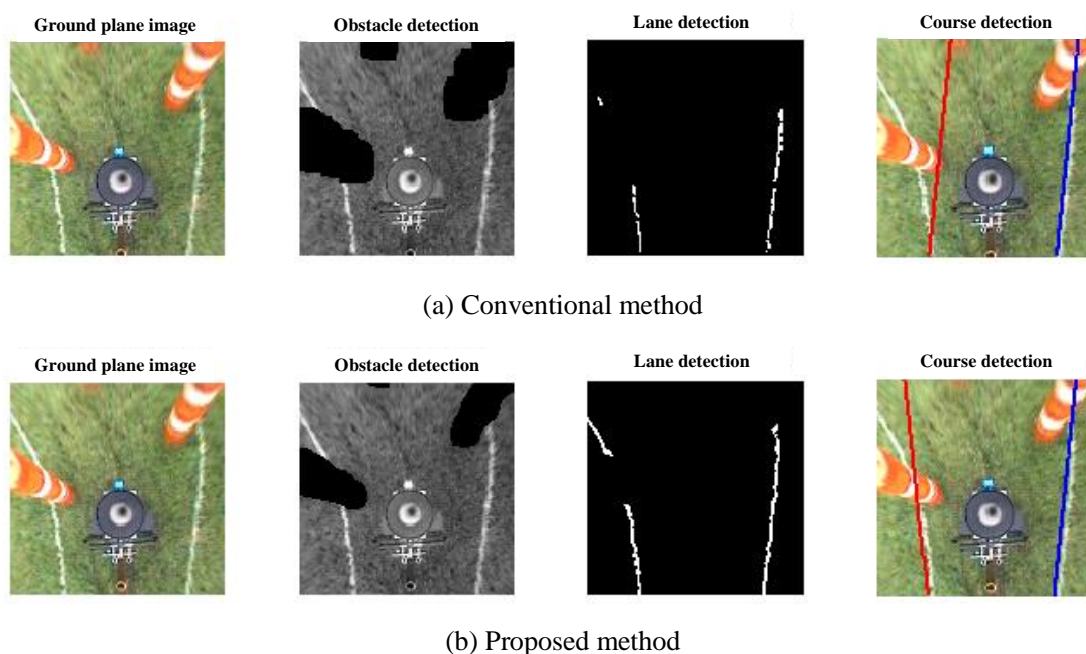 Ground plane image Obstacle detection Lane detection Course detection
(a) Conventional method
Ground plane image Obstacle detection Lane detection Course detection
(b) Proposed method